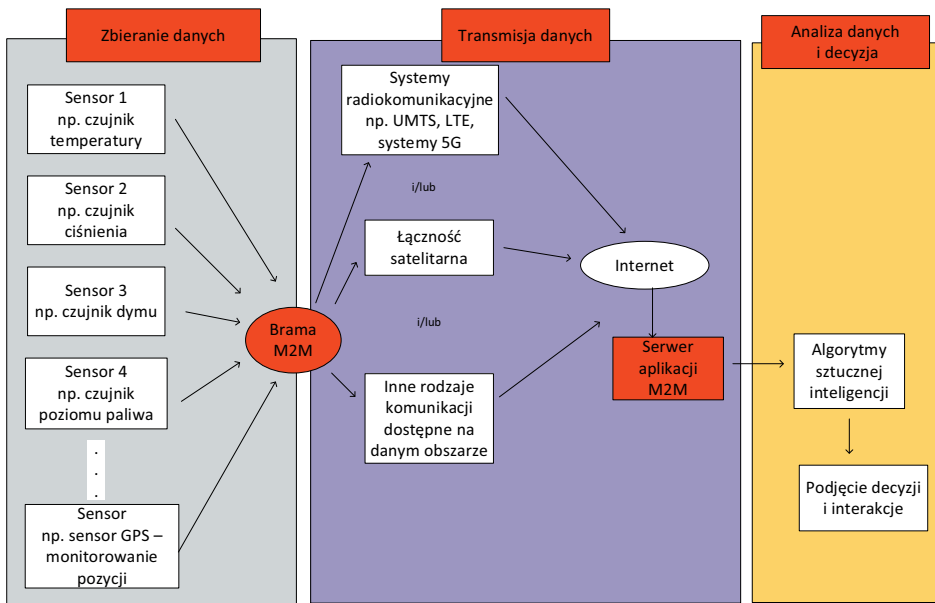 Zbieranie danych
Sensor 1
np. czujnik
temperatury
Sensor 2
np. czujnik
ciśnienia
Sensor 3
np. czujnik dymu
Sensor 4
np. czujnik
poziomu paliwa
.
.
.
Sensor
np. sensor GPS –
monitorowanie
pozycji
Brama
M2M
Transmisja danych
Systemy
radiokomunikacyjne
np. UMTS, LTE,
systemy 5G
i/lub
Łączność
satelitarna
i/lub
Inne rodzaje
komunikacji
dostępne na
danym obszarze
Internet
Serwer
aplikacji
M2M
Analiza danych
i decyzja
Algorytmy
sztucznej
inteligencji
Podjęcie decyzji
i interakcje